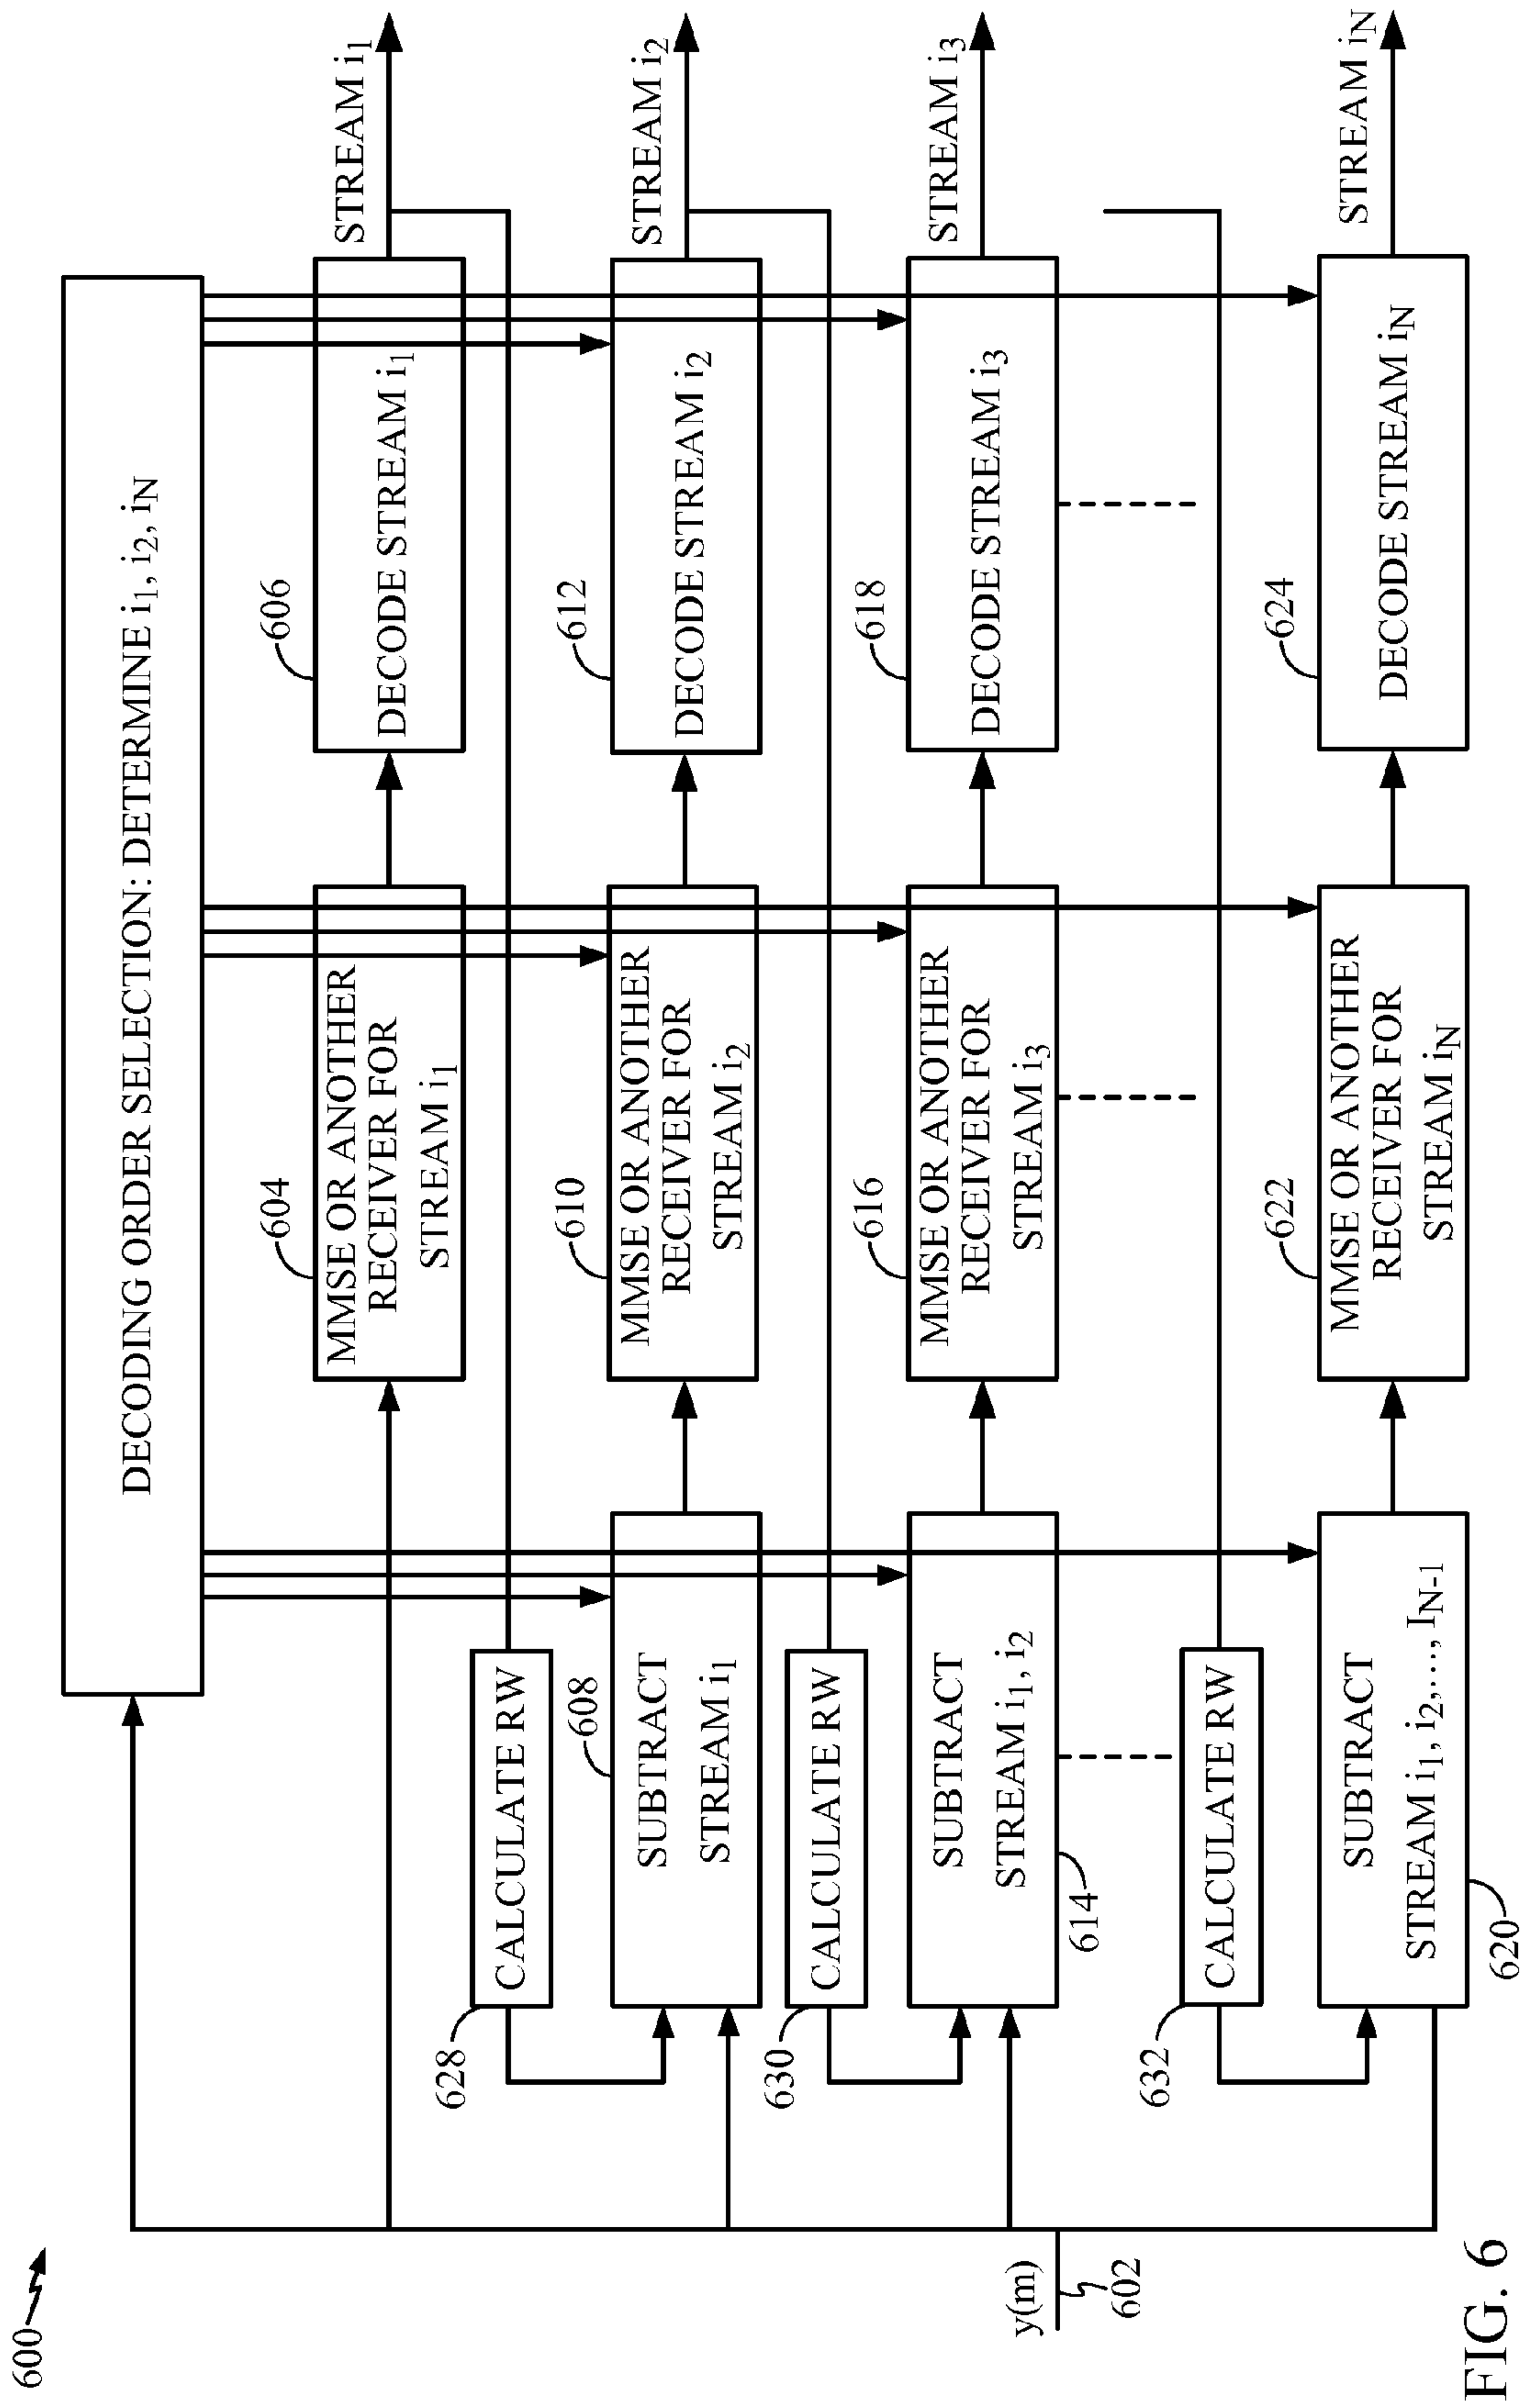 600
DECODING ORDER SELECTION: DETERMINE i1, i2, iN
604
MMSE OR ANOTHER
RECEIVER FOR
STREAM i1
606
DECODE STREAM i1
STREAM i1
628
CALCULATE RW
608
SUBTRACT
STREAM i1
610
MMSE OR ANOTHER
RECEIVER FOR
STREAM i2
612
DECODE STREAM i2
STREAM i2
630
CALCULATE RW
SUBTRACT
STREAM i1, i2
614
616
MMSE OR ANOTHER
RECEIVER FOR
STREAM i3
618
DECODE STREAM i3
STREAM i3
y(m)
602
632
CALCULATE RW
SUBTRACT
STREAM i1, i2,..., IN-1
620
622
MMSE OR ANOTHER
RECEIVER FOR
STREAM iN
624
DECODE STREAM iN
STREAM iN
FIG. 6